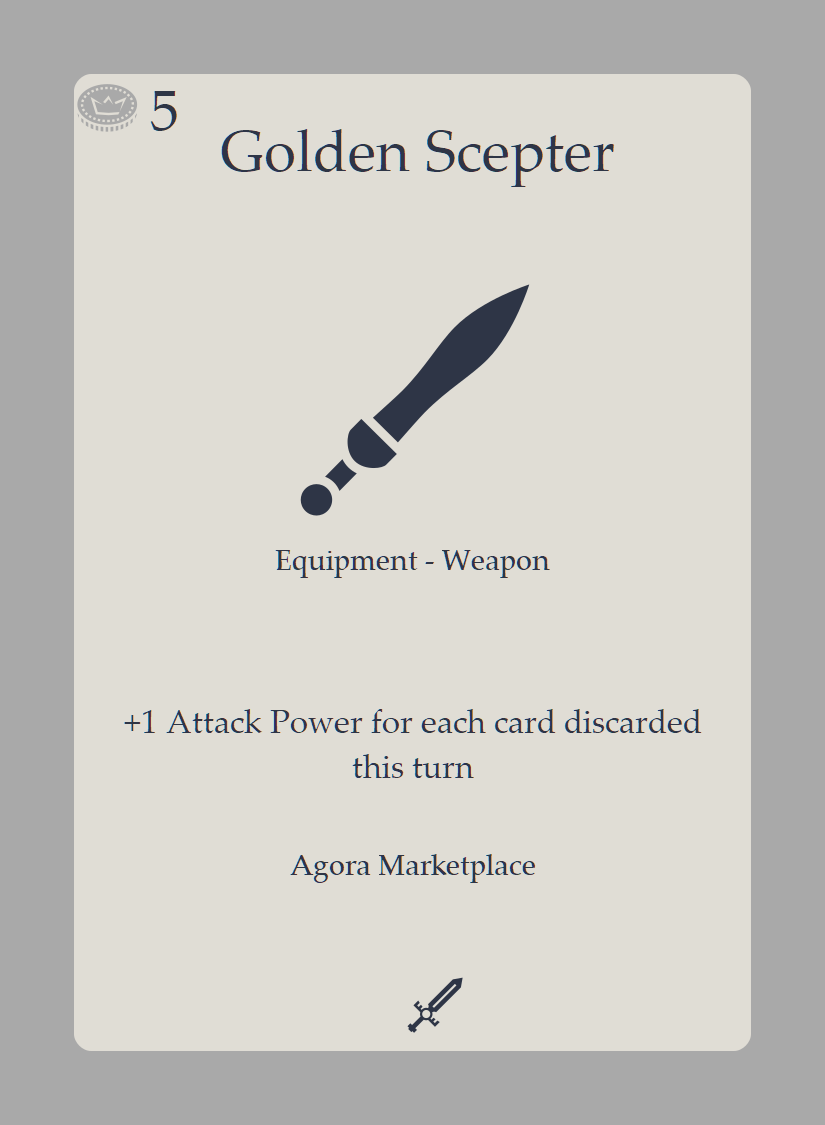 5
Golden Scepter
Equipment - Weapon
+1 Attack Power for each card discarded
this turn
Agora Marketplace